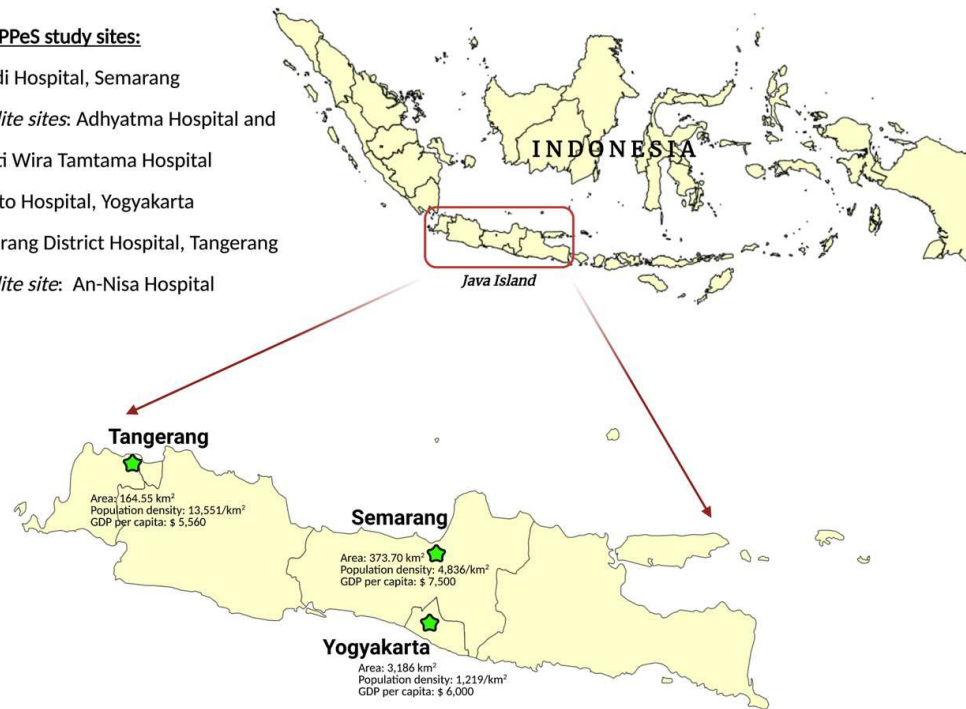 PPeS study sites:
di Hospital, Semarang
lite sites: Adhyatma Hospital and
ti Wira Tamtama Hospital
to Hospital, Yogyakarta
rang District Hospital, Tangerang
lite site: An-Nisa Hospital
INDONESIA
Java Island
Tangerang
Area: 164.55 km²
Population density: 13,551/km²
GDP per capita: $ 5,560
Semarang
Area: 373.70 km²
Population density: 4,836/km²
GDP per capita: $ 7,500
Yogyakarta
Area: 3,186 km²
Population density: 1,219/km²
GDP per capita: $ 6,000